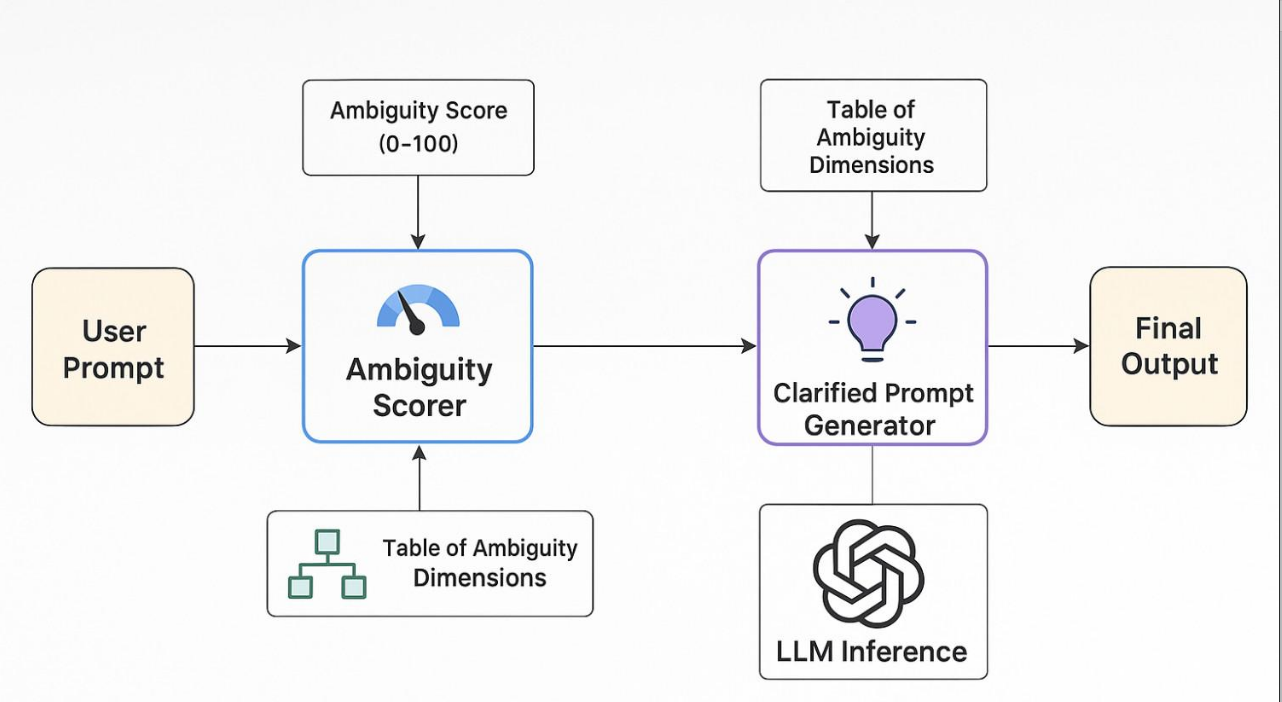 Ambiguity Score
(0–100)
Table of
Ambiguity
Dimensions
User
Prompt
Ambiguity
Scorer
Clarified Prompt
Generator
Final
Output
Table of Ambiguity
Dimensions
LLM Inference